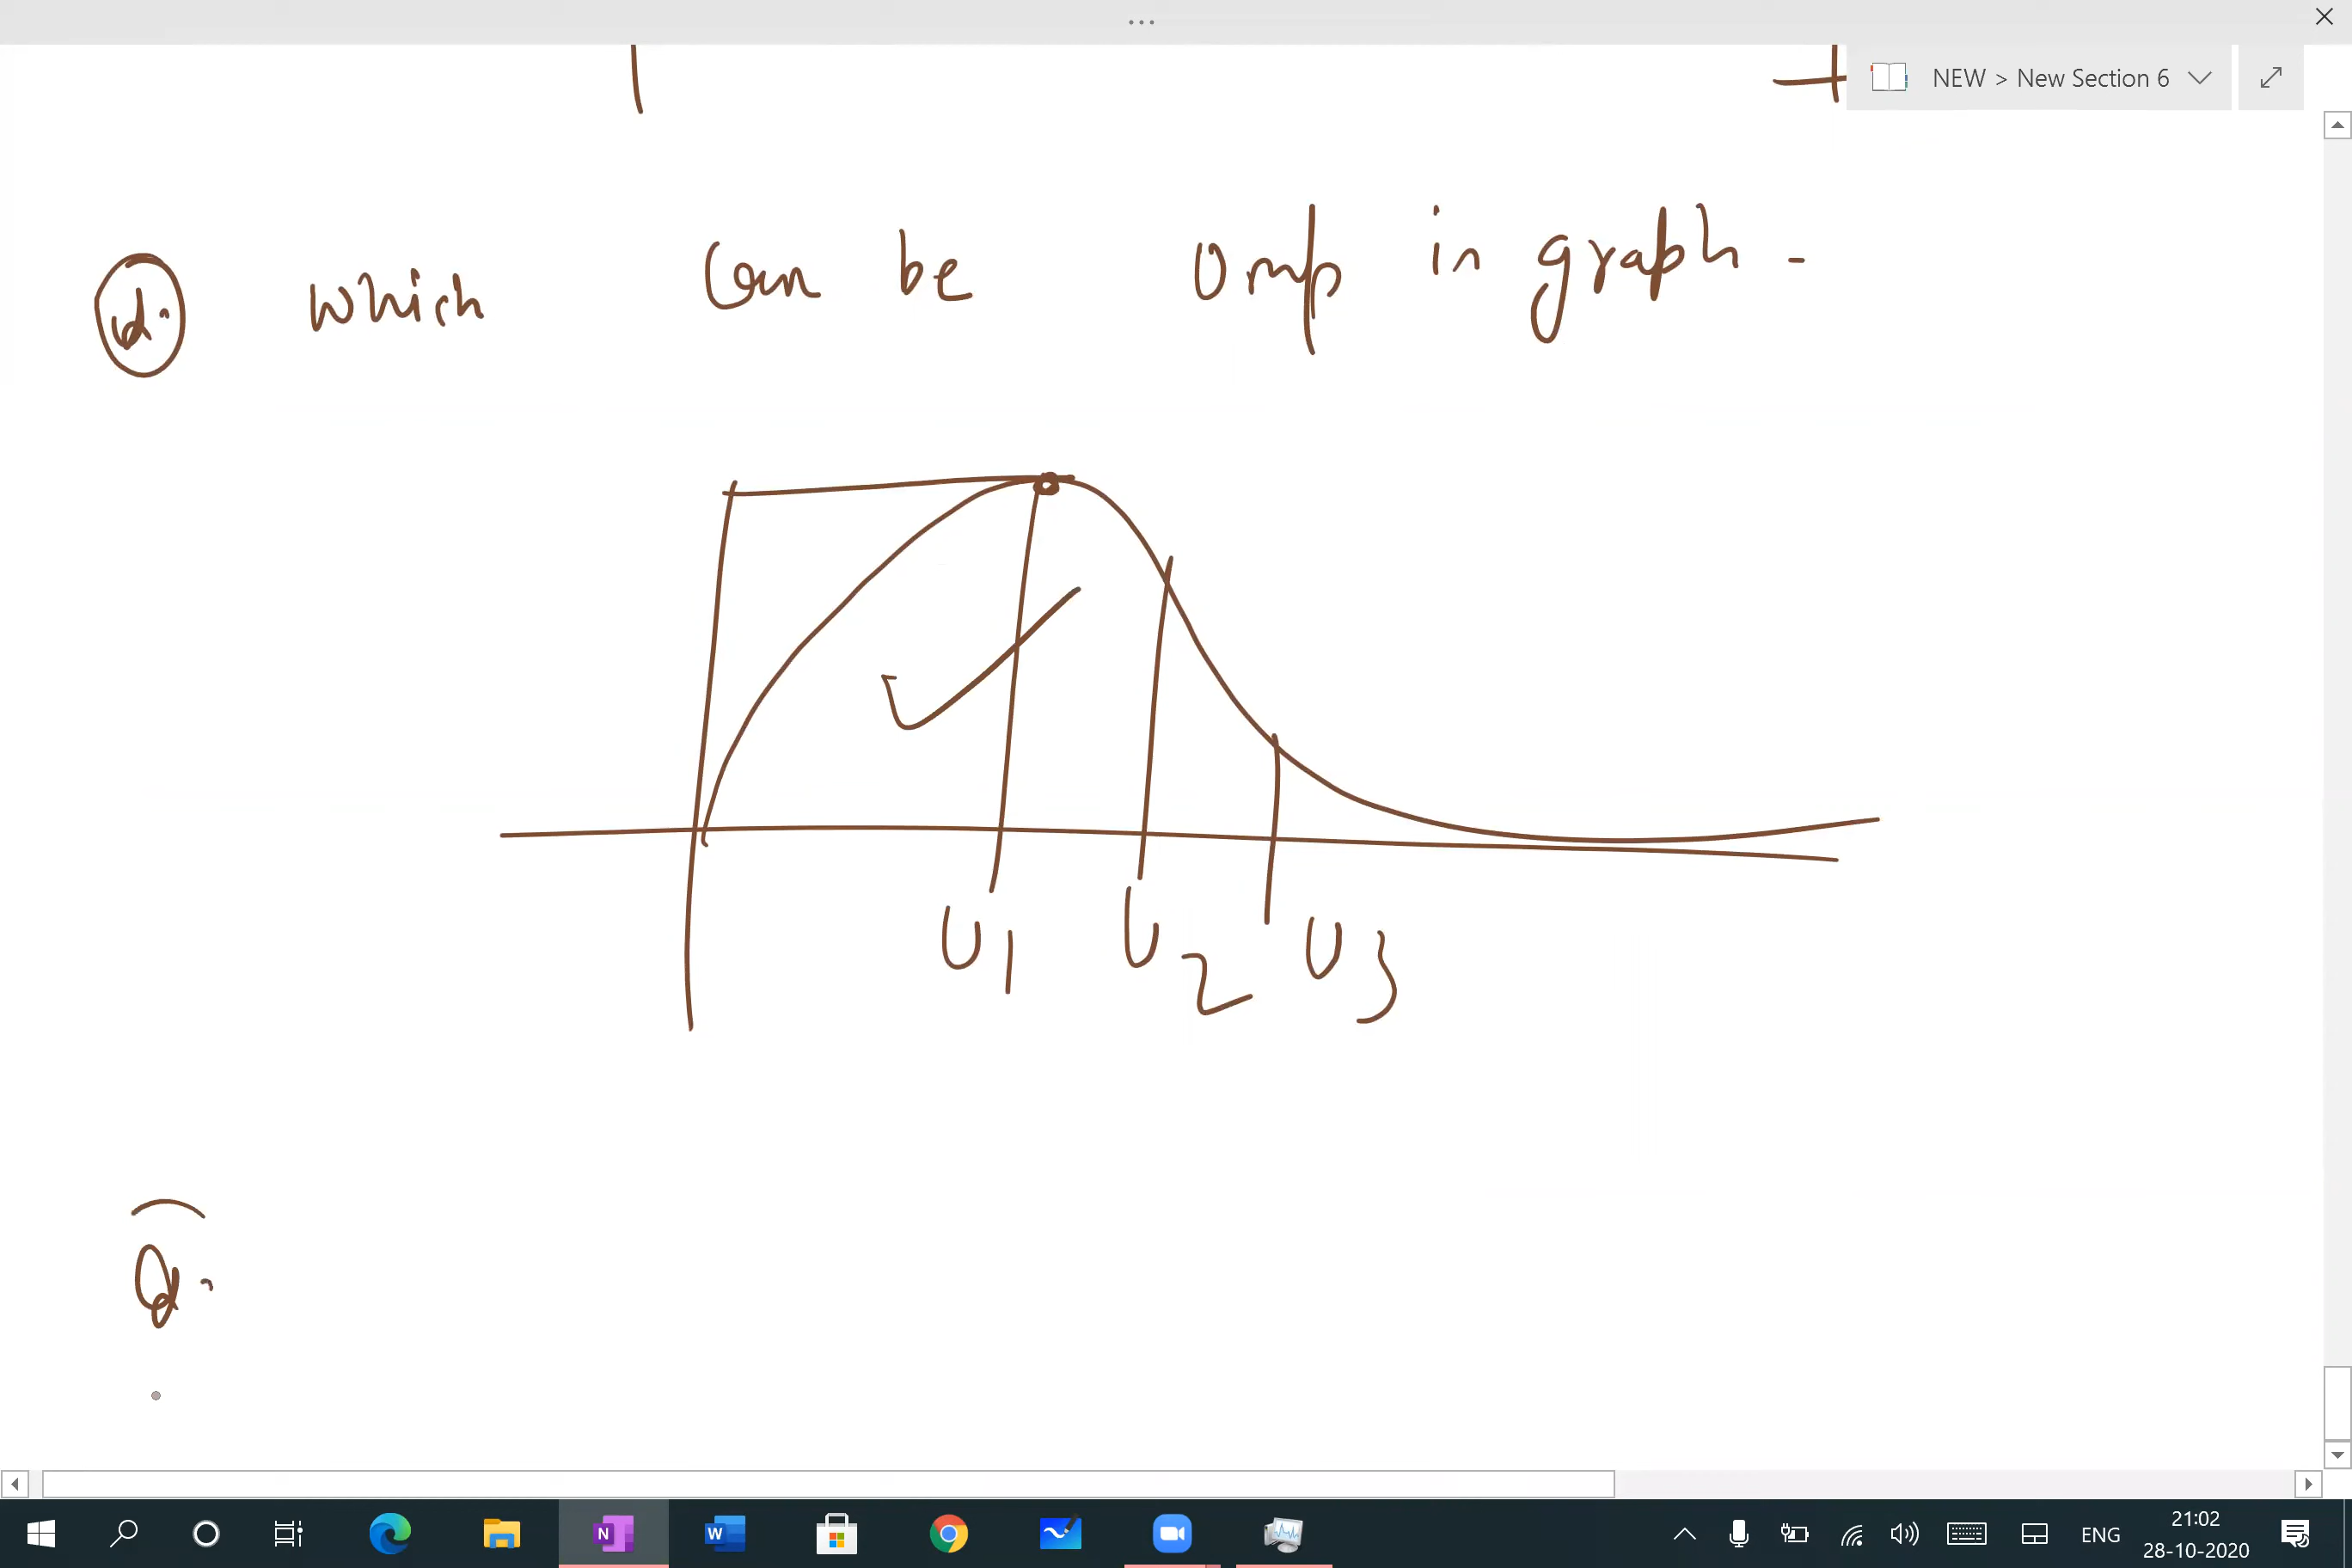 ...
NEW > New Section 6
Q. which can be Ump in graph -
U1 U2 U3
Q.
ENG
21:02
28-10-2020